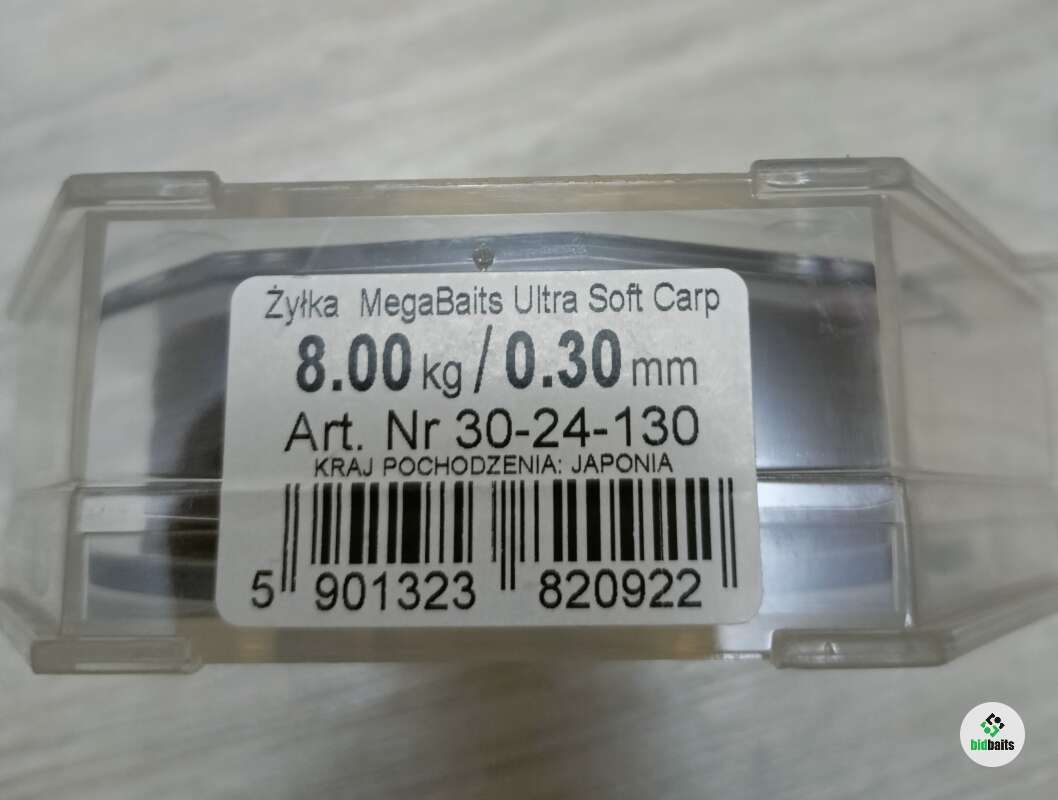 Żyłka MegaBaits Ultra Soft Carp
8.00 kg / 0.30 mm
Art. Nr 30-24-130
KRAJ POCHODZENIA: JAPONIA
5 901323 820922
bidbaits